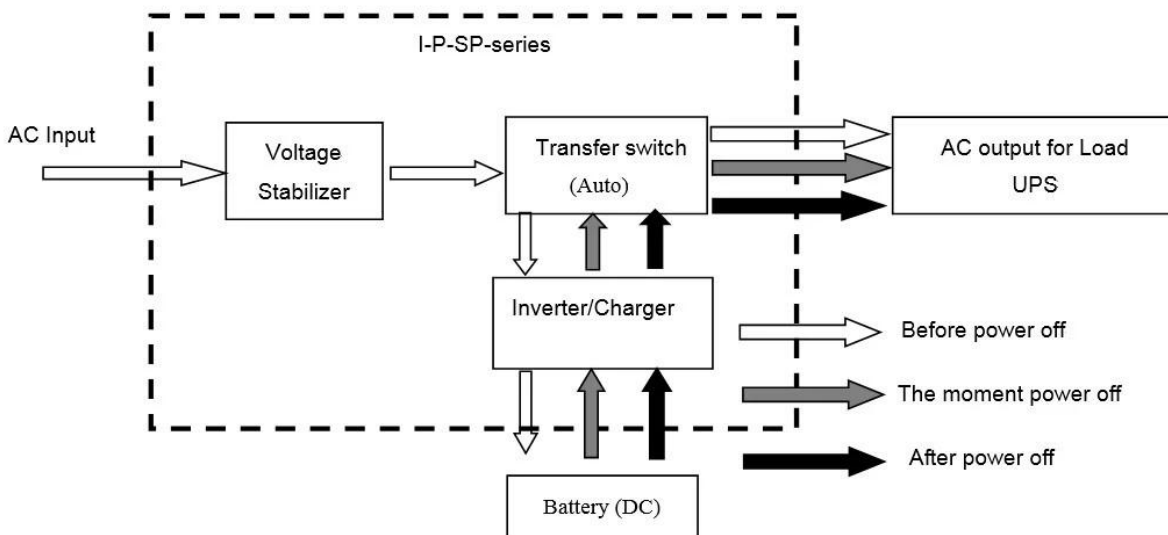 I-P-SP-series
AC Input
Voltage
Stabilizer
Transfer switch
(Auto)
AC output for Load
UPS
Inverter/Charger
Before power off
The moment power off
After power off
Battery (DC)